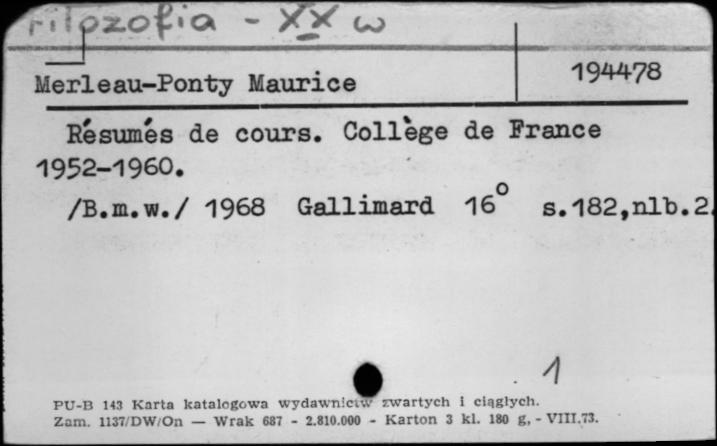 Filozofia - XX w
Merleau-Ponty Maurice 194478
Résumés de cours. Collège de France
1952-1960.
/B.m.w./ 1968 Gallimard 16° s.182,nlb.2.
1
PU-B 143 Karta katalogowa wydawnictw zwartych i ciągłych.
Zam. 1137/DW/On — Wrak 687 - 2.810.000 - Karton 3 kl. 180 g, - VIII.73.